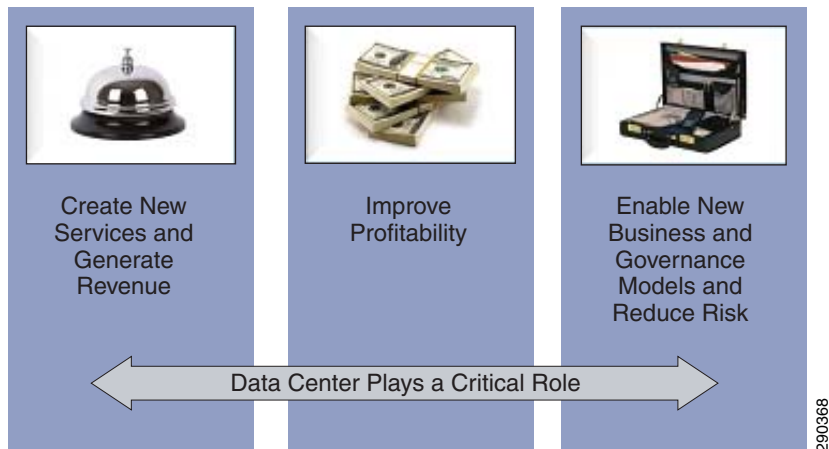 Create New
Services and
Generate
Revenue
Improve
Profitability
Enable New
Business and
Governance
Models and
Reduce Risk
Data Center Plays a Critical Role
290368